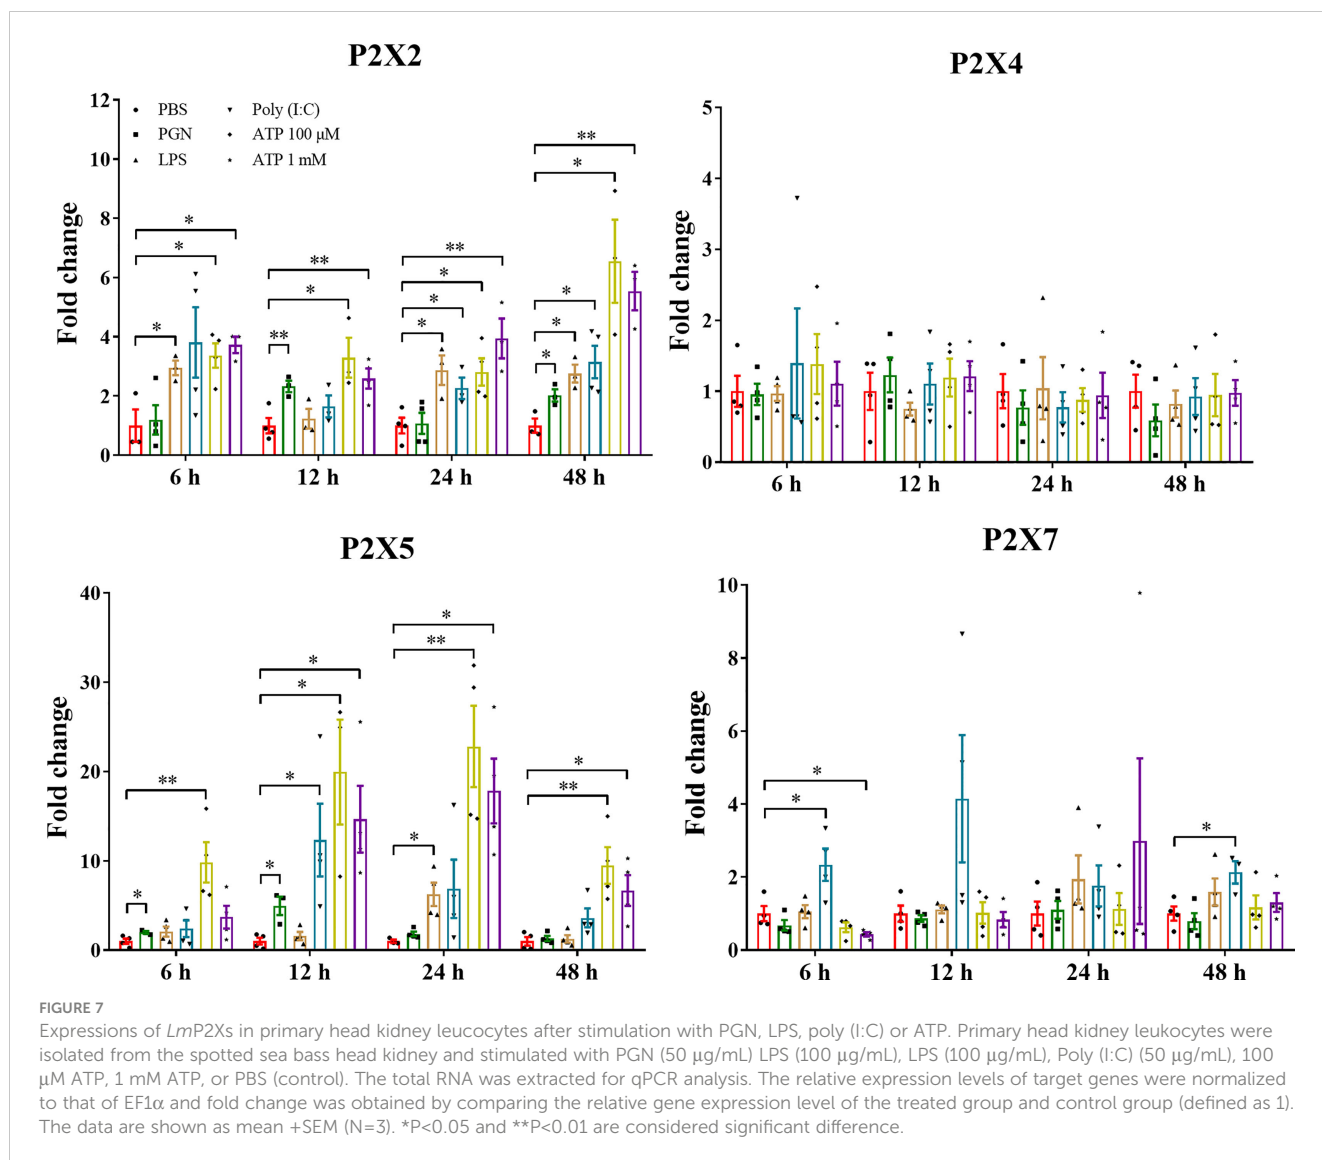 P2X2
Fold change
12
10
8
6
4
2
0
PBS
PGN
LPS
Poly (I:C)
ATP 100 μM
ATP 1 mM
*
*
*
**
*
**
**
*
*
*
**
*
*
*
*
6 h
12 h
24 h
48 h
P2X4
Fold change
5
4
3
2
1
0
6 h
12 h
24 h
48 h
P2X5
Fold change
40
30
20
10
0
**
*
*
*
*
*
*
**
*
*
**
6 h
12 h
24 h
48 h
P2X7
Fold change
10
8
6
4
2
0
*
*
*
6 h
12 h
24 h
48 h
FIGURE 7
Expressions of LmP2Xs in primary head kidney leucocytes after stimulation with PGN, LPS, poly (I:C) or ATP. Primary head kidney leukocytes were
isolated from the spotted sea bass head kidney and stimulated with PGN (50 μg/mL) LPS (100 μg/mL), LPS (100 μg/mL), Poly (I:C) (50 μg/mL), 100
μM ATP, 1 mM ATP, or PBS (control). The total RNA was extracted for qPCR analysis. The relative expression levels of target genes were normalized
to that of EF1α and fold change was obtained by comparing the relative gene expression level of the treated group and control group (defined as 1).
The data are shown as mean +SEM (N=3). *P<0.05 and **P<0.01 are considered significant difference.